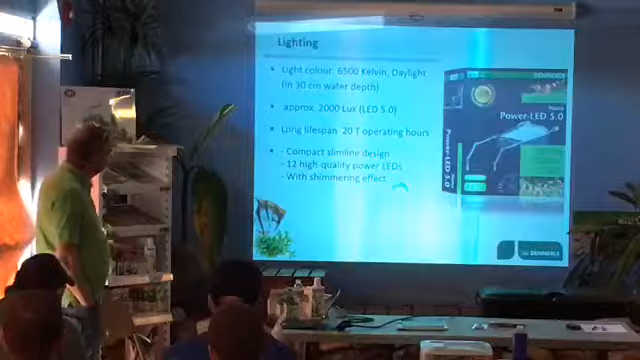 Lighting
Light colour: 6500 Kelvin, Daylight
(in 30 cm water depth)
approx. 2000 Lux (LED 5.0)
Long lifespan 20 T operating hours
- Compact slimline design
- 12 high-quality power LEDs
- With shimmering effect
DENNERLE
Nano
Power-LED 5.0
Power-LED 5.0
DENNERLE